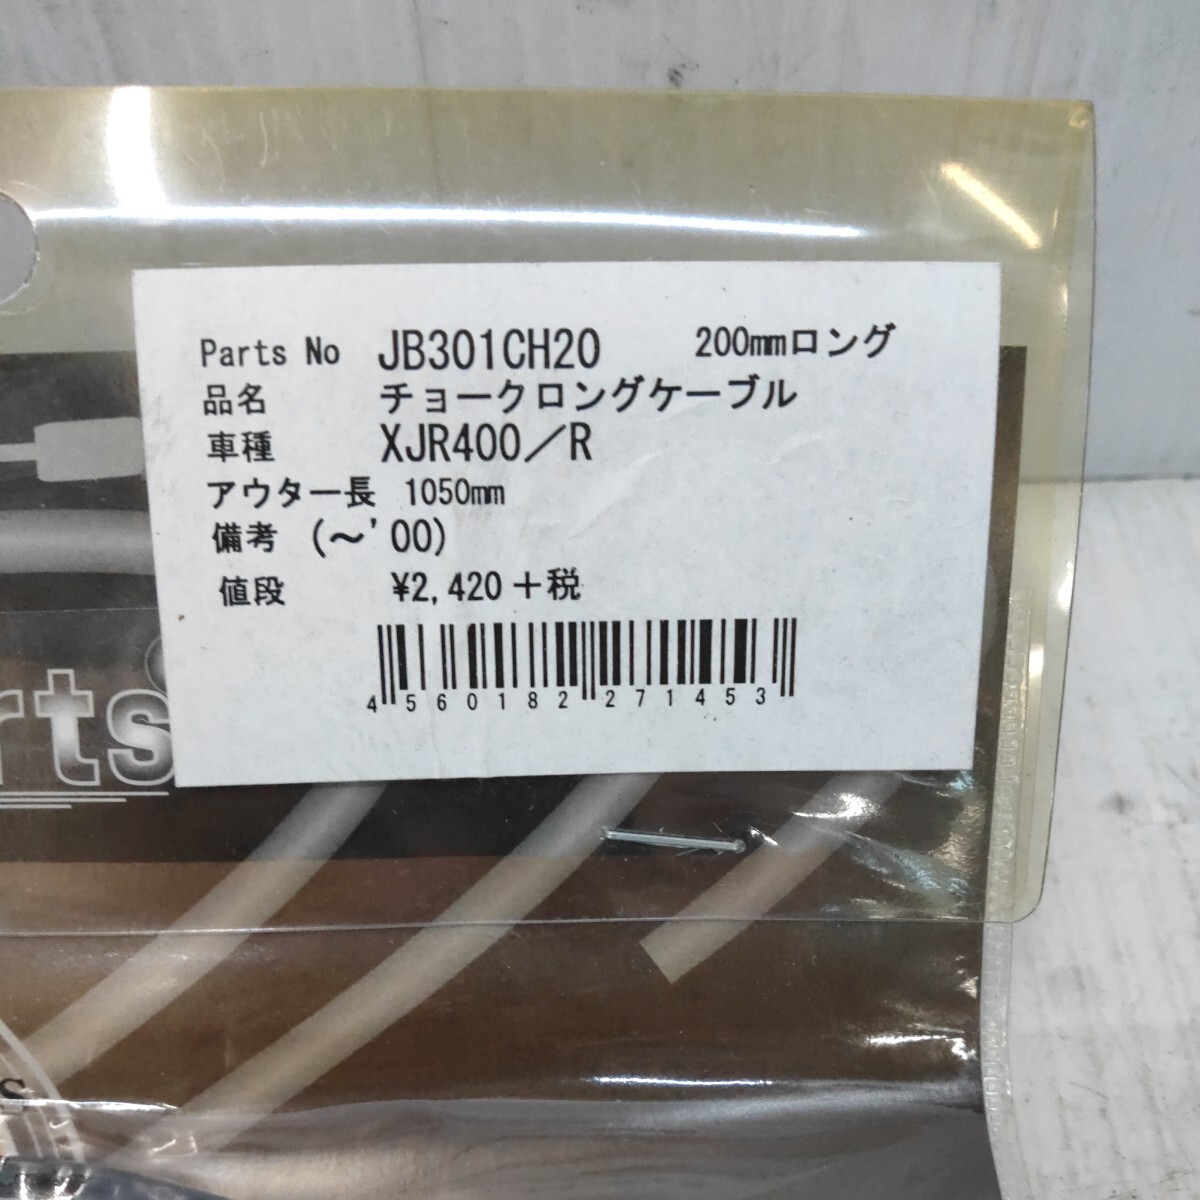 Parts No JB301CH20 200mmロング
品名 チョークロングケーブル
車種 XJR400／R
アウター長 1050mm
備考 (～'00)
値段 ¥2,420＋税
4560182271453
rts
s